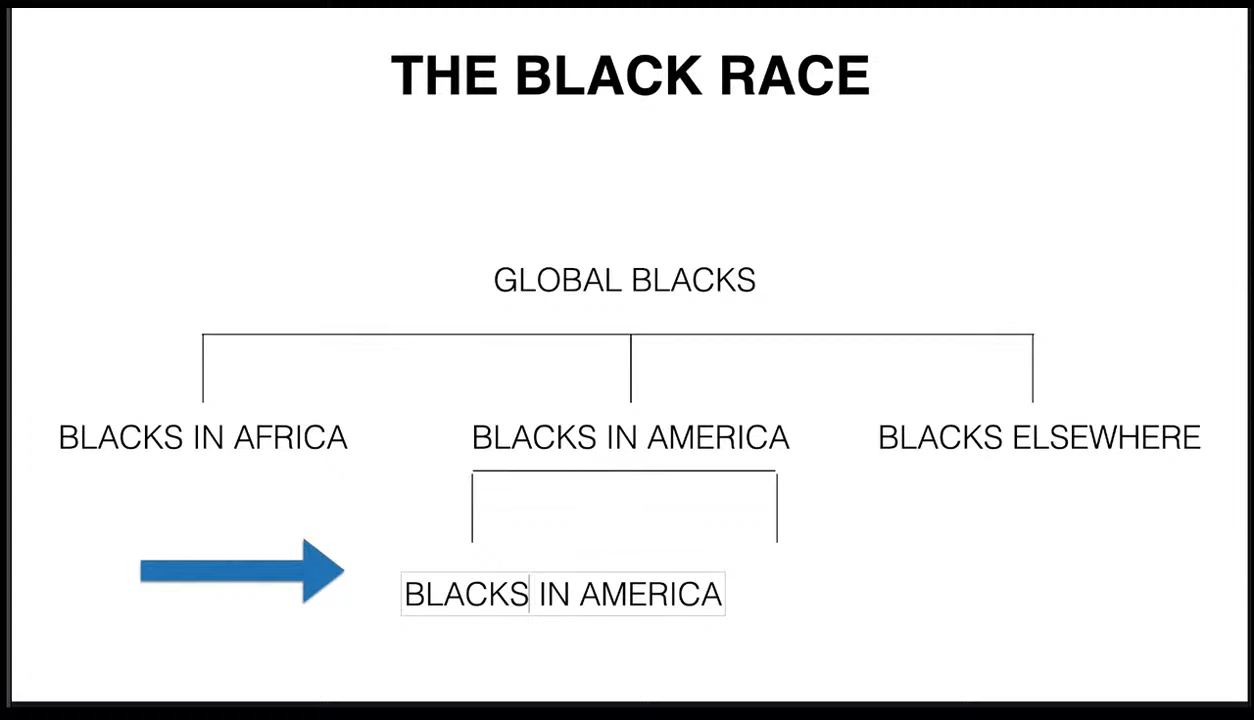 THE BLACK RACE
GLOBAL BLACKS
BLACKS IN AFRICA
BLACKS IN AMERICA
BLACKS ELSEWHERE
BLACKS IN AMERICA